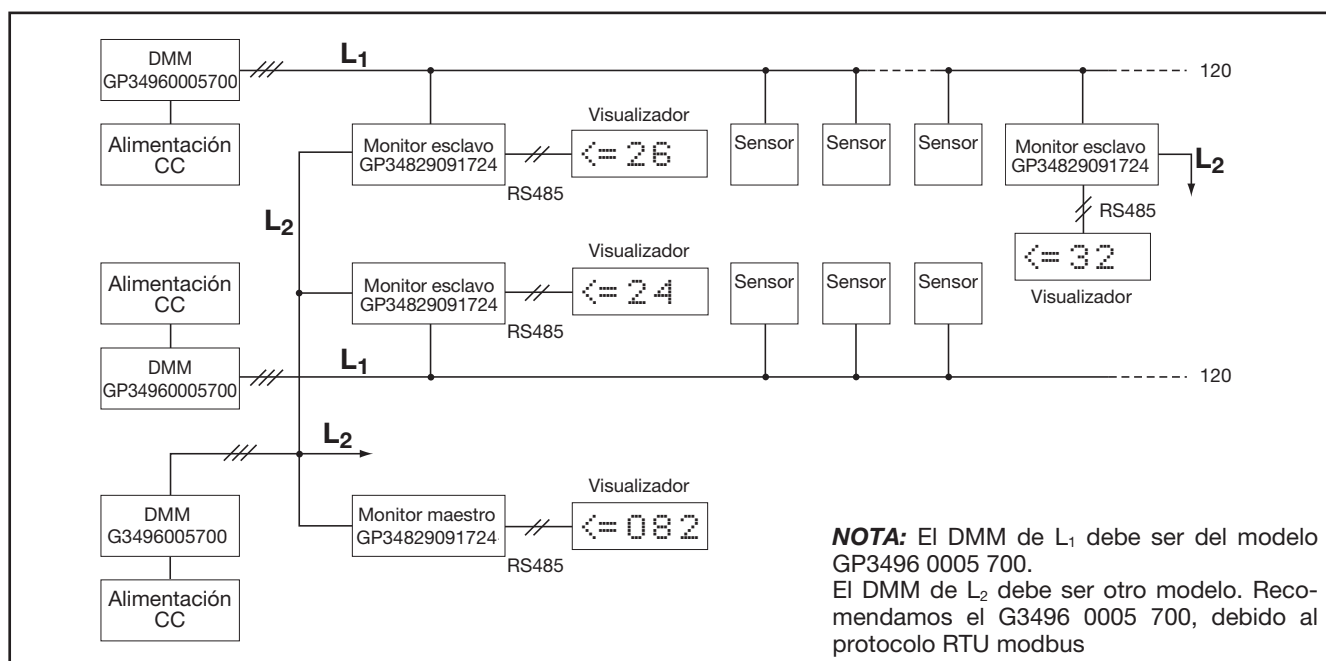 DMM
GP34960005700
L1
120
Alimentación
CC
Monitor esclavo
GP34829091724
RS485
Visualizador
<=26
Sensor
Sensor
Sensor
Monitor esclavo
GP34829091724
L2
RS485
<=32
Visualizador
L2
Alimentación
CC
DMM
GP34960005700
L1
120
Monitor esclavo
GP34829091724
RS485
Visualizador
<=24
Sensor
Sensor
Sensor
L2
DMM
G3496005700
Alimentación
CC
Monitor maestro
GP34829091724
RS485
Visualizador
<=082
NOTA: El DMM de L1 debe ser del modelo
GP3496 0005 700.
El DMM de L2 debe ser otro modelo. Reco-
mendamos el G3496 0005 700, debido al
protocolo RTU modbus